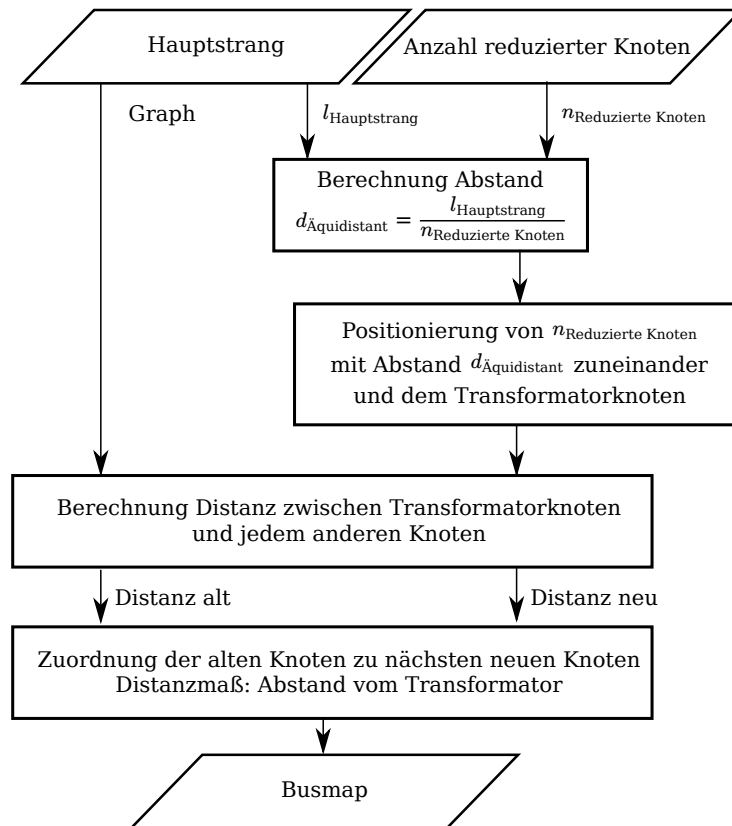 Hauptstrang
Anzahl reduzierter Knoten
Graph
l_Hauptstrang
n_Reduzierte Knoten
Berechnung Abstand
d_Äquidistant = l_Hauptstrang / n_Reduzierte Knoten
Positionierung von n_Reduzierte Knoten
mit Abstand d_Äquidistant zuneinander
und dem Transformatorknoten
Berechnung Distanz zwischen Transformatorknoten
und jedem anderen Knoten
Distanz alt
Distanz neu
Zuordnung der alten Knoten zu nächsten neuen Knoten
Distanzmaß: Abstand vom Transformator
Busmap